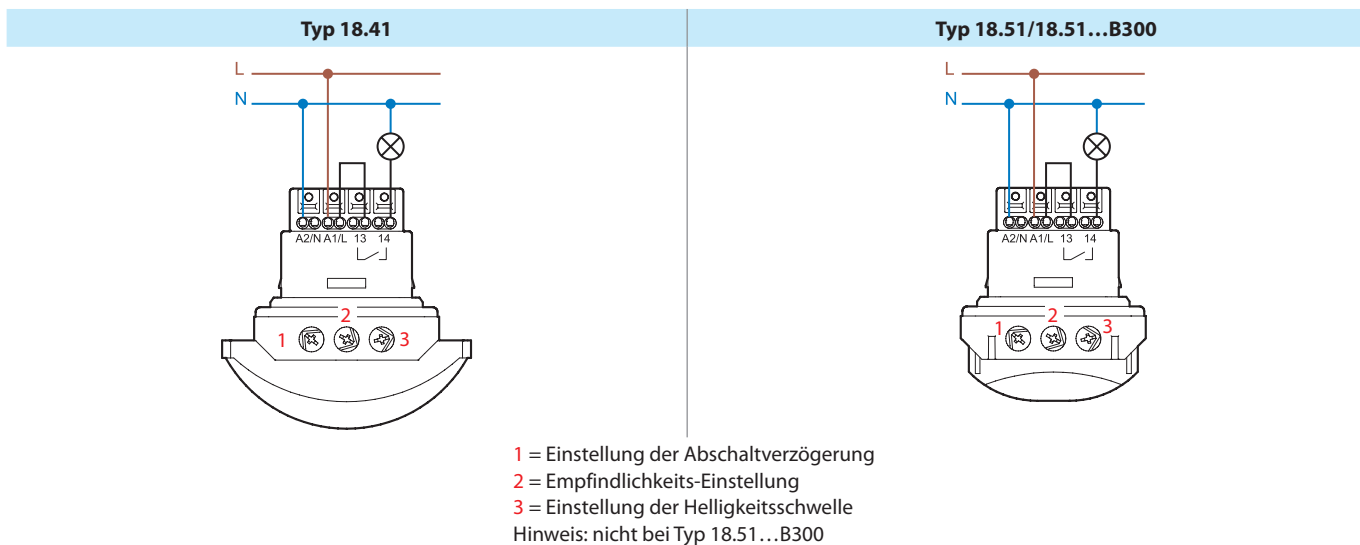 Typ 18.41
L
N
A2/N A1/L 13 14
1
2
3
Typ 18.51/18.51...B300
L
N
A2/N A1/L 13 14
1
2
3
1 = Einstellung der Abschaltverzögerung
2 = Empfindlichkeits-Einstellung
3 = Einstellung der Helligkeitsschwelle
Hinweis: nicht bei Typ 18.51…B300